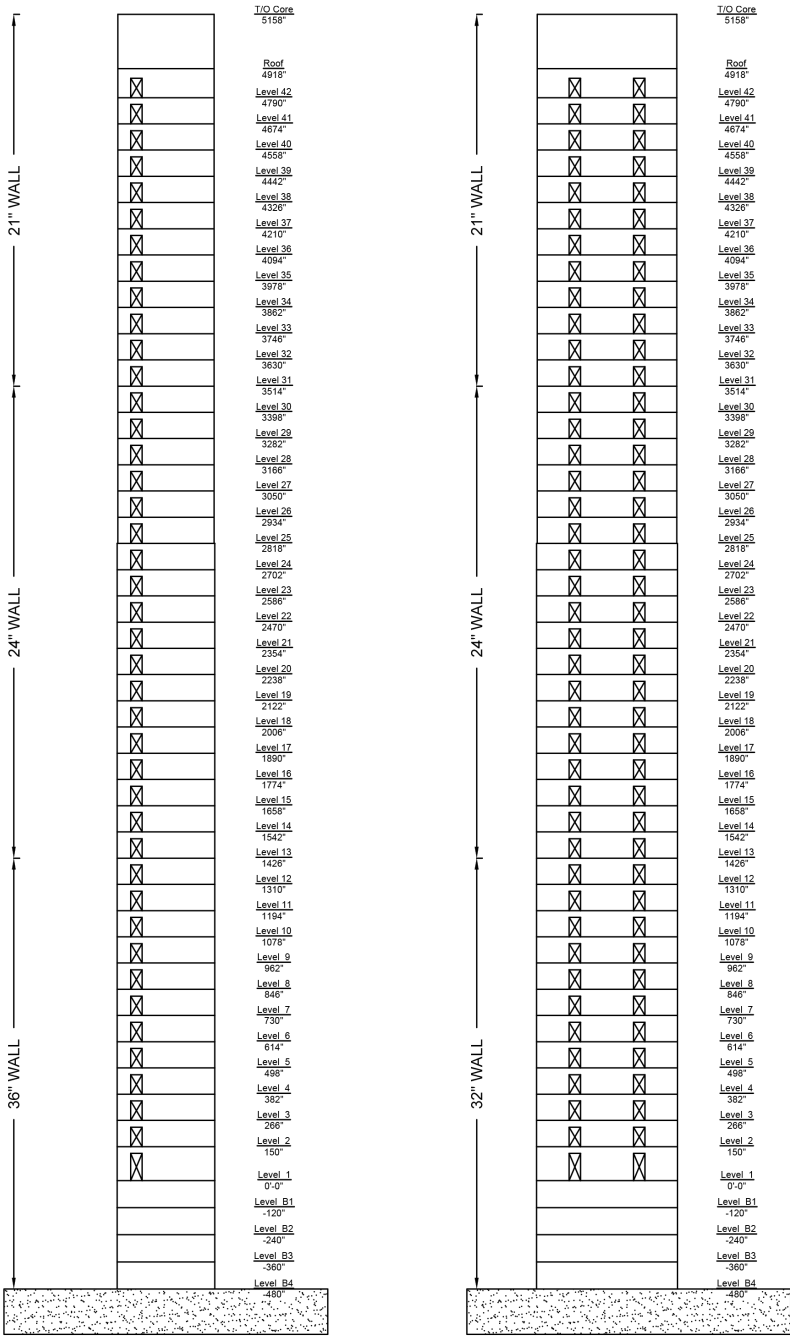 21" WALL
24" WALL
36" WALL
T/O Core
5158"
Roof
4918"
Level 42
4790"
Level 41
4674"
Level 40
4558"
Level 39
4442"
Level 38
4326"
Level 37
4210"
Level 36
4094"
Level 35
3978"
Level 34
3862"
Level 33
3746"
Level 32
3630"
Level 31
3514"
Level 30
3398"
Level 29
3282"
Level 28
3166"
Level 27
3050"
Level 26
2934"
Level 25
2818"
Level 24
2702"
Level 23
2586"
Level 22
2470"
Level 21
2354"
Level 20
2238"
Level 19
2122"
Level 18
2006"
Level 17
1890"
Level 16
1774"
Level 15
1658"
Level 14
1542"
Level 13
1426"
Level 12
1310"
Level 11
1194"
Level 10
1078"
Level 9
962"
Level 8
846"
Level 7
730"
Level 6
614"
Level 5
498"
Level 4
382"
Level 3
266"
Level 2
150"
Level 1
0'-0"
Level B1
-120"
Level B2
-240"
Level B3
-360"
Level B4
-480"
21" WALL
24" WALL
32" WALL
T/O Core
5158"
Roof
4918"
Level 42
4790"
Level 41
4674"
Level 40
4558"
Level 39
4442"
Level 38
4326"
Level 37
4210"
Level 36
4094"
Level 35
3978"
Level 34
3862"
Level 33
3746"
Level 32
3630"
Level 31
3514"
Level 30
3398"
Level 29
3282"
Level 28
3166"
Level 27
3050"
Level 26
2934"
Level 25
2818"
Level 24
2702"
Level 23
2586"
Level 22
2470"
Level 21
2354"
Level 20
2238"
Level 19
2122"
Level 18
2006"
Level 17
1890"
Level 16
1774"
Level 15
1658"
Level 14
1542"
Level 13
1426"
Level 12
1310"
Level 11
1194"
Level 10
1078"
Level 9
962"
Level 8
846"
Level 7
730"
Level 6
614"
Level 5
498"
Level 4
382"
Level 3
266"
Level 2
150"
Level 1
0'-0"
Level B1
-120"
Level B2
-240"
Level B3
-360"
Level B4
-480"